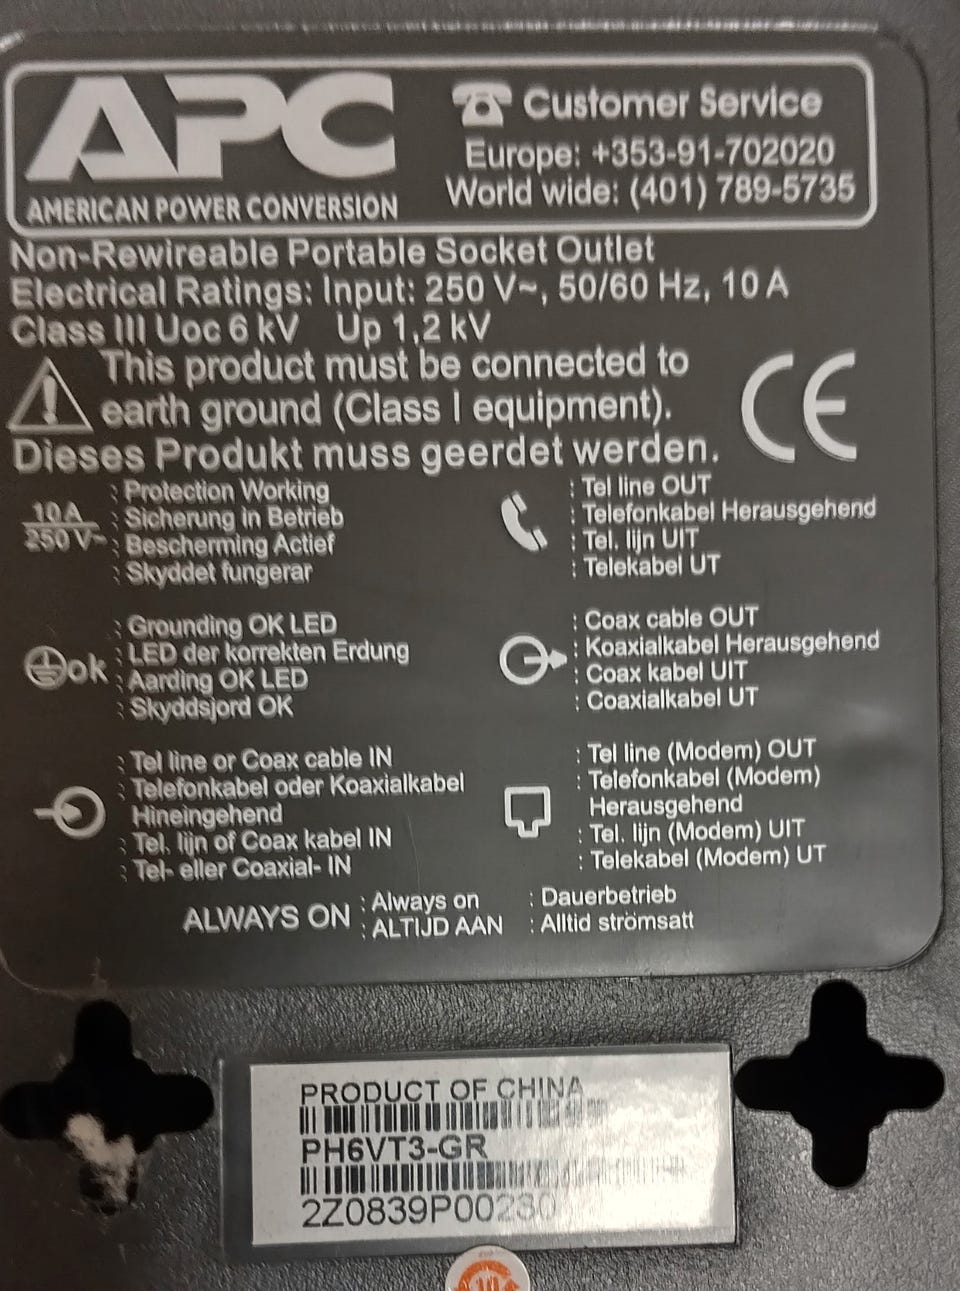 APC
AMERICAN POWER CONVERSION
Customer Service
Europe: +353-91-702020
World wide: (401) 789-5735
Non-Rewireable Portable Socket Outlet
Electrical Ratings: Input: 250 V~, 50/60 Hz, 10 A
Class III Uoc 6 kV Up 1,2 kV
This product must be connected to
earth ground (Class I equipment).
Dieses Produkt muss geerdet werden.
CE
10A
250 V~
: Protection Working
: Sicherung in Betrieb
: Bescherming Actief
: Skyddet fungerar
: Tel line OUT
: Telefonkabel Herausgehend
: Tel. lijn UIT
: Telekabel UT
ok
: Grounding OK LED
: LED der korrekten Erdung
: Aarding OK LED
: Skyddsjord OK
: Coax cable OUT
: Koaxialkabel Herausgehend
: Coax kabel UIT
: Coaxialkabel UT
: Tel line or Coax cable IN
: Telefonkabel oder Koaxialkabel
Hineingehend
: Tel. lijn of Coax kabel IN
: Tel- eller Coaxial- IN
: Tel line (Modem) OUT
: Telefonkabel (Modem)
Herausgehend
: Tel. lijn (Modem) UIT
: Telekabel (Modem) UT
ALWAYS ON
: Always on
: ALTIJD AAN
: Dauerbetrieb
: Alltid strömsatt
PRODUCT OF CHINA
PH6VT3-GR
2Z0839P00280